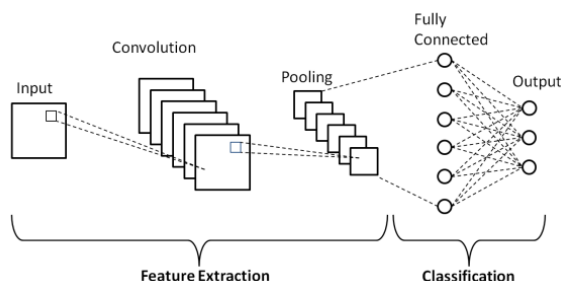 Input
Convolution
Pooling
Fully
Connected
Output
Feature Extraction
Classification